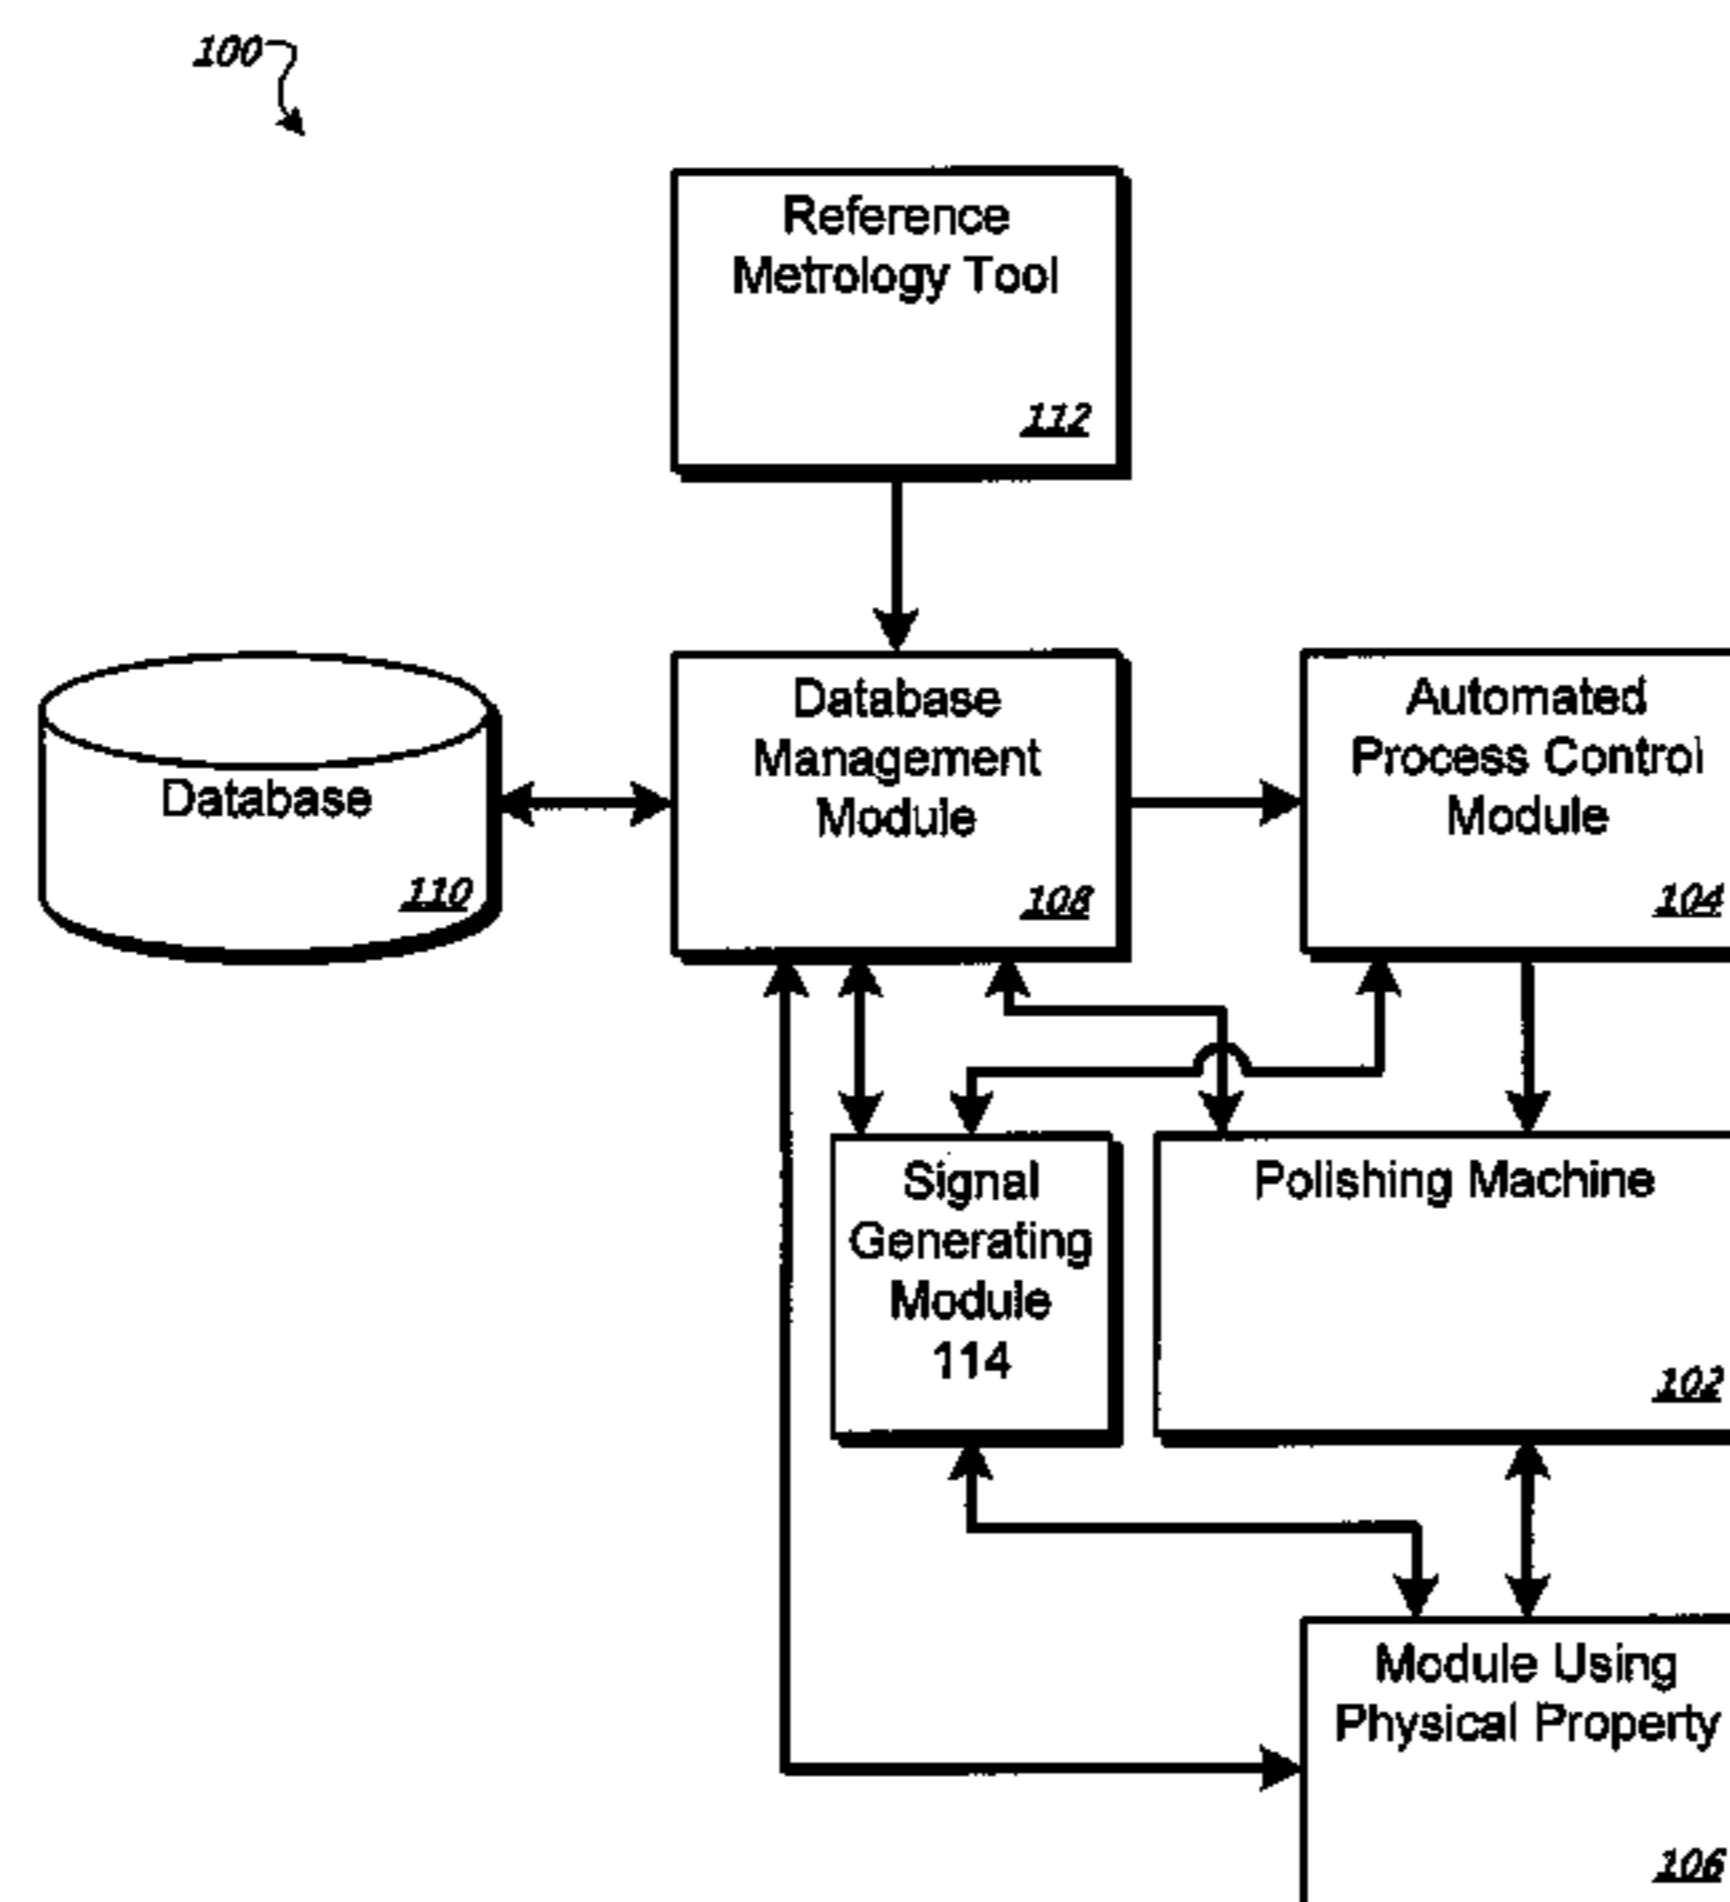 100
Reference
Metrology Tool
112
Database
110
Database
Management
Module
108
Automated
Process Control
Module
104
Signal
Generating
Module
114
Polishing Machine
102
Module Using
Physical Property
106